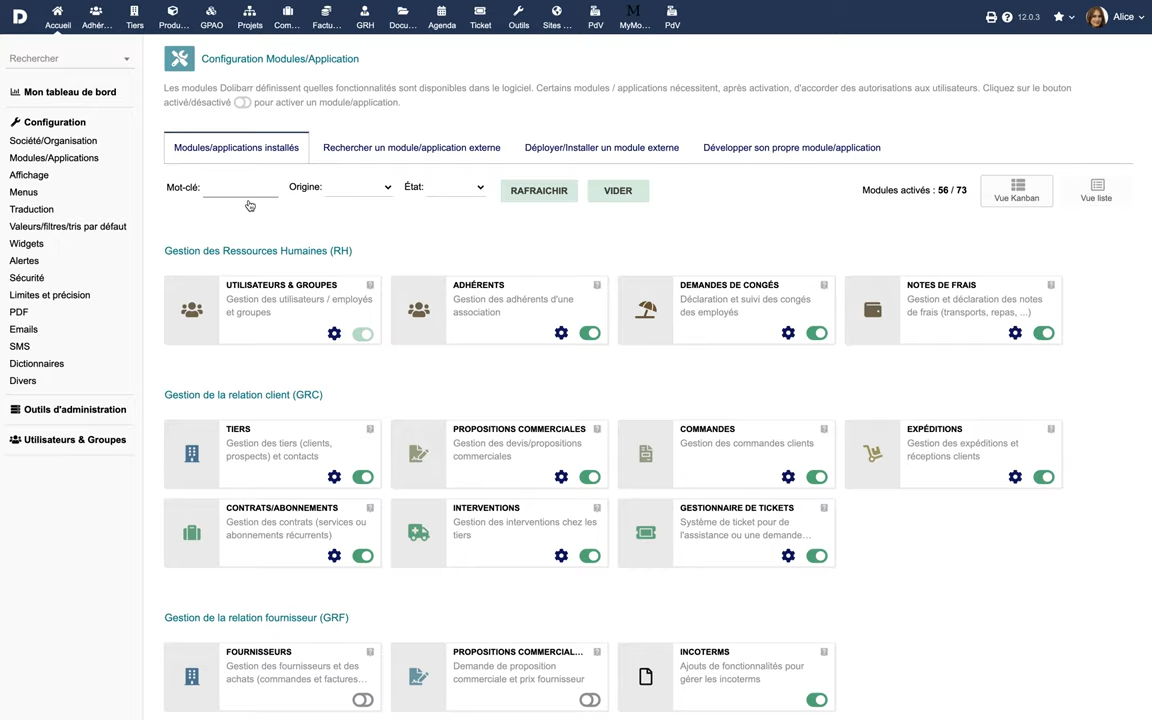 D
Accueil
Adhér...
Tiers
Produ...
GPAO
Projets
Com...
Factu...
GRH
Docu...
Agenda
Ticket
Outils
Sites ...
PdV
M
MyMo...
PdV
12.0.3
Alice
Rechercher
Mon tableau de bord
Configuration
Société/Organisation
Modules/Applications
Affichage
Menus
Traduction
Valeurs/filtres/tris par défaut
Widgets
Alertes
Sécurité
Limites et précision
PDF
Emails
SMS
Dictionnaires
Divers
Outils d'administration
Utilisateurs & Groupes
Configuration Modules/Application
Les modules Dolibarr définissent quelles fonctionnalités sont disponibles dans le logiciel. Certains modules / applications nécessitent, après activation, d'accorder des autorisations aux utilisateurs. Cliquez sur le bouton
activé/désactivé pour activer un module/application.
Modules/applications installés
Rechercher un module/application externe
Déployer/Installer un module externe
Développer son propre module/application
Mot-clé:
Origine:
État:
RAFRAICHIR
VIDER
Modules activés : 56 / 73
Vue Kanban
Vue liste
Gestion des Ressources Humaines (RH)
UTILISATEURS & GROUPES
Gestion des utilisateurs / employés
et groupes
ADHÉRENTS
Gestion des adhérents d'une
association
DEMANDES DE CONGÉS
Déclaration et suivi des congés
des employés
NOTES DE FRAIS
Gestion et déclaration des notes
de frais (transports, repas, ...)
Gestion de la relation client (GRC)
TIERS
Gestion des tiers (clients,
prospects) et contacts
PROPOSITIONS COMMERCIALES
Gestion des devis/propositions
commerciales
COMMANDES
Gestion des commandes clients
EXPÉDITIONS
Gestion des expéditions et
réceptions clients
CONTRATS/ABONNEMENTS
Gestion des contrats (services ou
abonnements récurrents)
INTERVENTIONS
Gestion des interventions chez les
tiers
GESTIONNAIRE DE TICKETS
Système de ticket pour de
l'assistance ou une demande...
Gestion de la relation fournisseur (GRF)
FOURNISSEURS
Gestion des fournisseurs et des
achats (commandes et factures...
PROPOSITIONS COMMERCIAL...
Demande de proposition
commerciale et prix fournisseur
INCOTERMS
Ajouts de fonctionnalités pour
gérer les incoterms